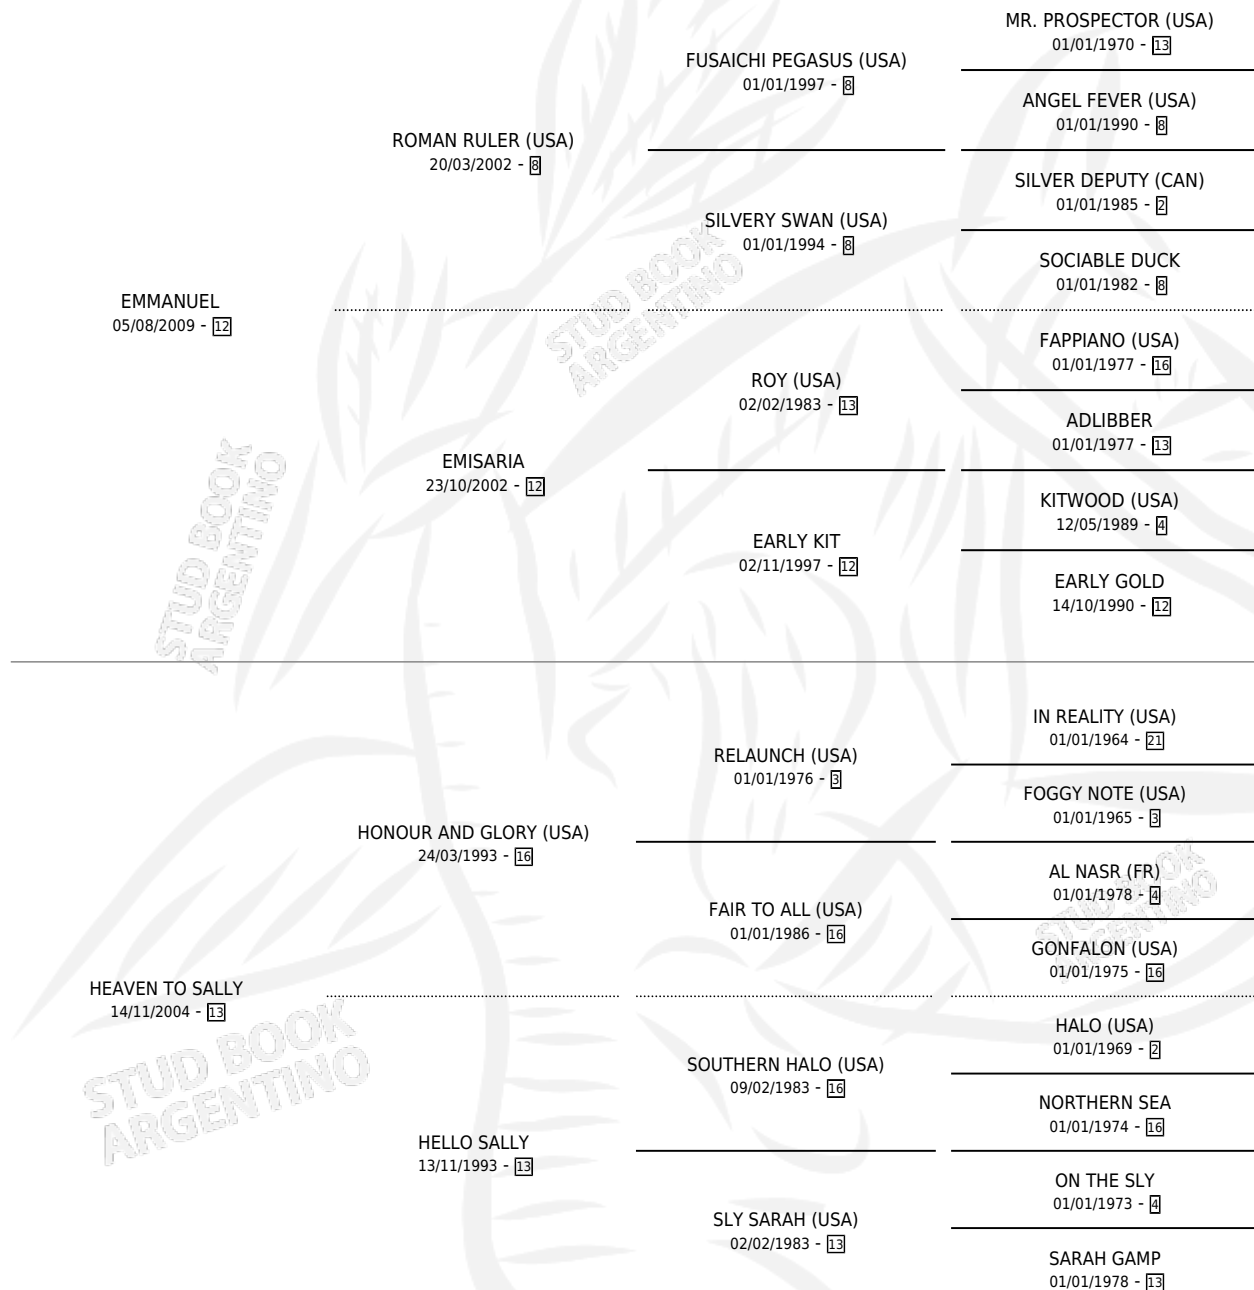 MR. PROSPECTOR (USA)
01/01/1970 - 13
FUSAICHI PEGASUS (USA)
01/01/1997 - 8
ANGEL FEVER (USA)
01/01/1990 - 8
ROMAN RULER (USA)
20/03/2002 - 8
SILVER DEPUTY (CAN)
01/01/1985 - 2
SILVERY SWAN (USA)
01/01/1994 - 8
SOCIABLE DUCK
01/01/1982 - 8
EMMANUEL
05/08/2009 - 12
FAPPIANO (USA)
01/01/1977 - 16
ROY (USA)
02/02/1983 - 13
ADLIBBER
01/01/1977 - 13
EMISARIA
23/10/2002 - 12
KITWOOD (USA)
12/05/1989 - 4
EARLY KIT
02/11/1997 - 12
EARLY GOLD
14/10/1990 - 12
IN REALITY (USA)
01/01/1964 - 21
RELAUNCH (USA)
01/01/1976 - 3
FOGGY NOTE (USA)
01/01/1965 - 3
HONOUR AND GLORY (USA)
24/03/1993 - 16
AL NASR (FR)
01/01/1978 - 4
FAIR TO ALL (USA)
01/01/1986 - 16
GONFALON (USA)
01/01/1975 - 16
HEAVEN TO SALLY
14/11/2004 - 13
HALO (USA)
01/01/1969 - 2
SOUTHERN HALO (USA)
09/02/1983 - 16
NORTHERN SEA
01/01/1974 - 16
HELLO SALLY
13/11/1993 - 13
ON THE SLY
01/01/1973 - 4
SLY SARAH (USA)
02/02/1983 - 13
SARAH GAMP
01/01/1978 - 13
STUD BOOK
ARGENTINO
STUD BOOK
ARGENTINO
STUD BOOK
ARGENTINO
STUD BOOK
ARGENTINO